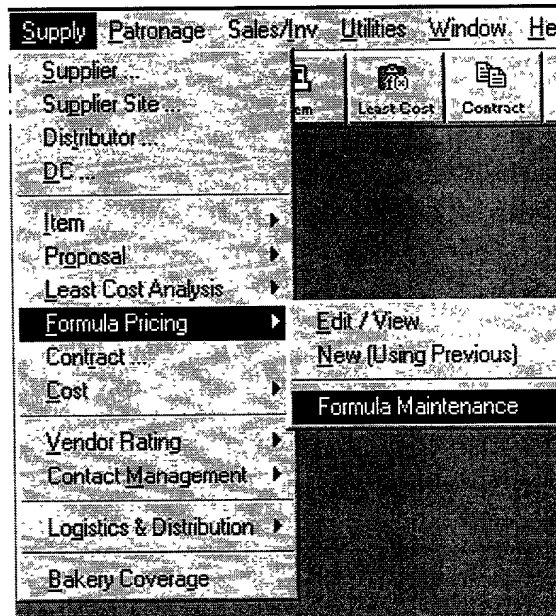 Supply Patronage Sales/Inv Utilities Window He
Supplier ...
Supplier Site ...
Distributor ...
DC ...
em
Least Cost
Contract
Item
Proposal
Least Cost Analysis
Formula Pricing
Contract ...
Cost
Edit / View
New (Using Previous)
Formula Maintenance
Vendor Rating
Contact Management
Logistics & Distribution
Bakery Coverage